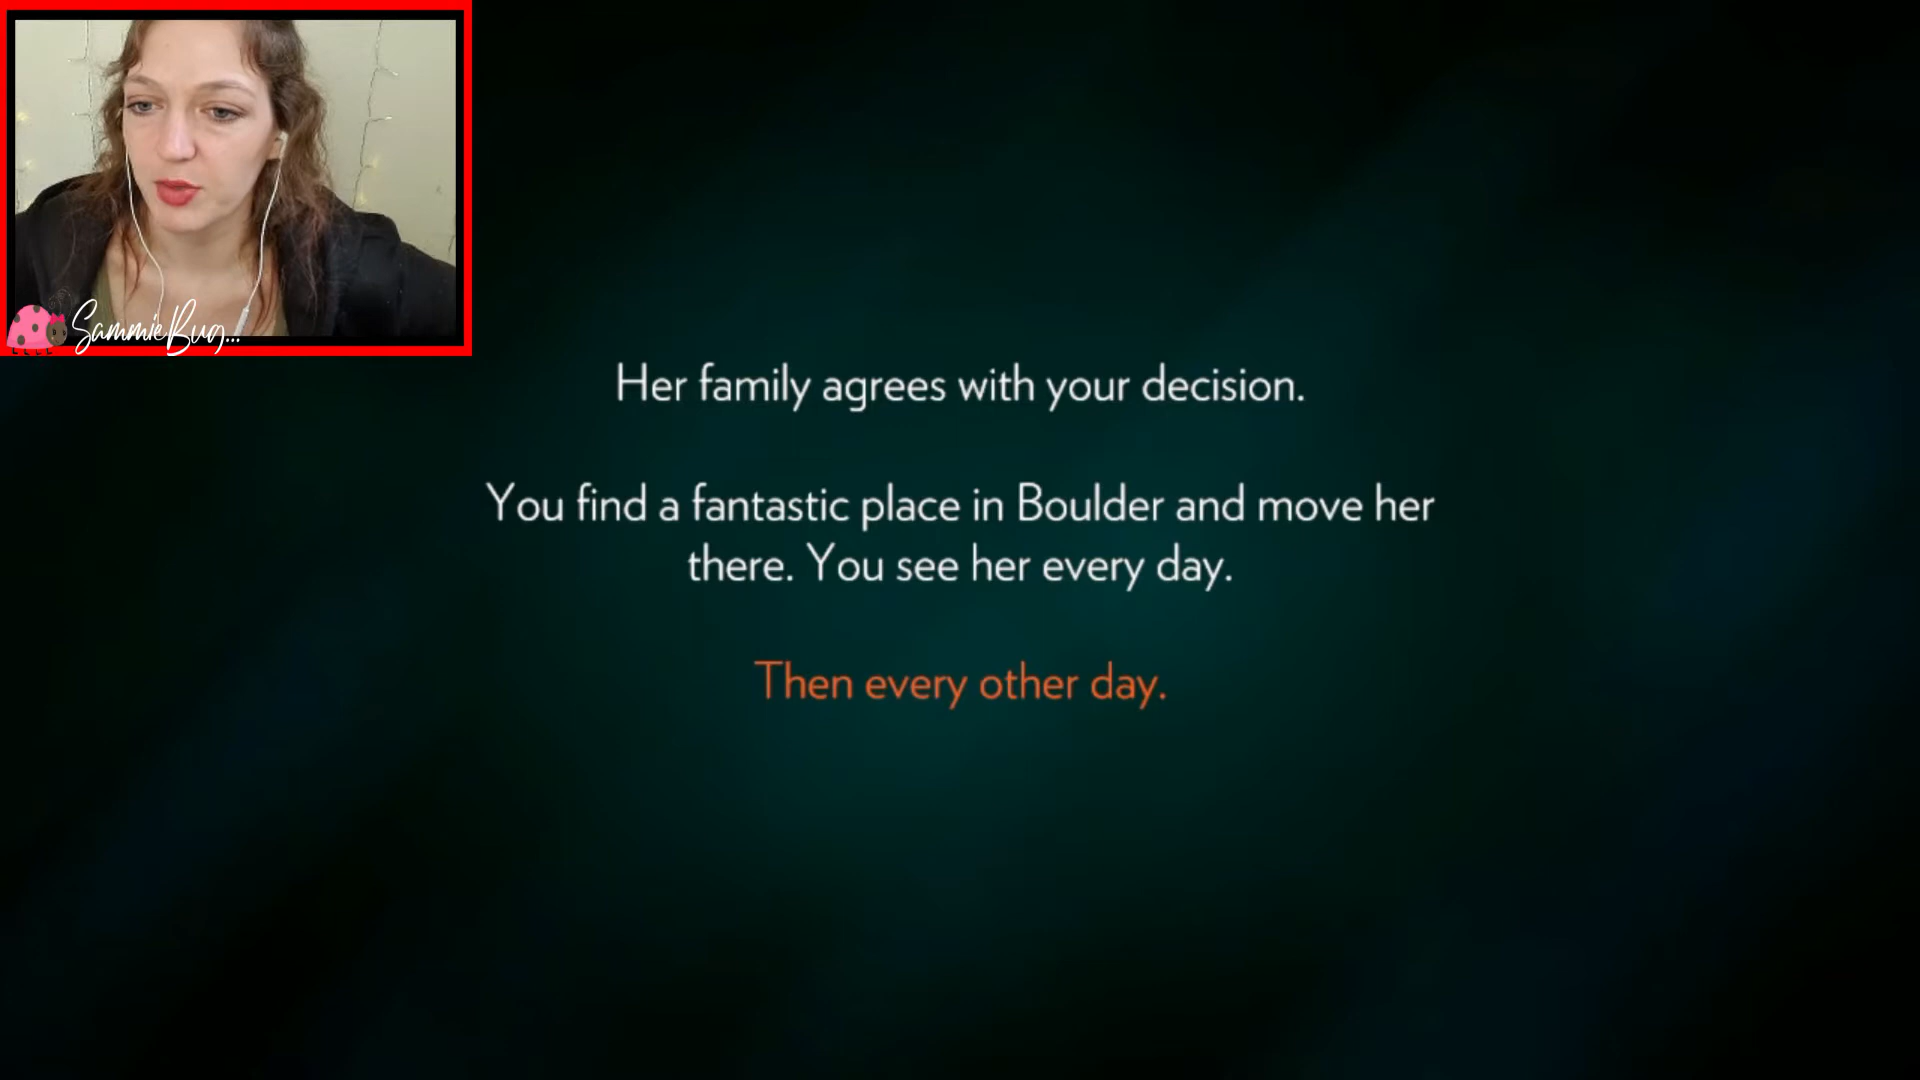 SammieBug...
Her family agrees with your decision.
You find a fantastic place in Boulder and move her
there. You see her every day.
Then every other day.